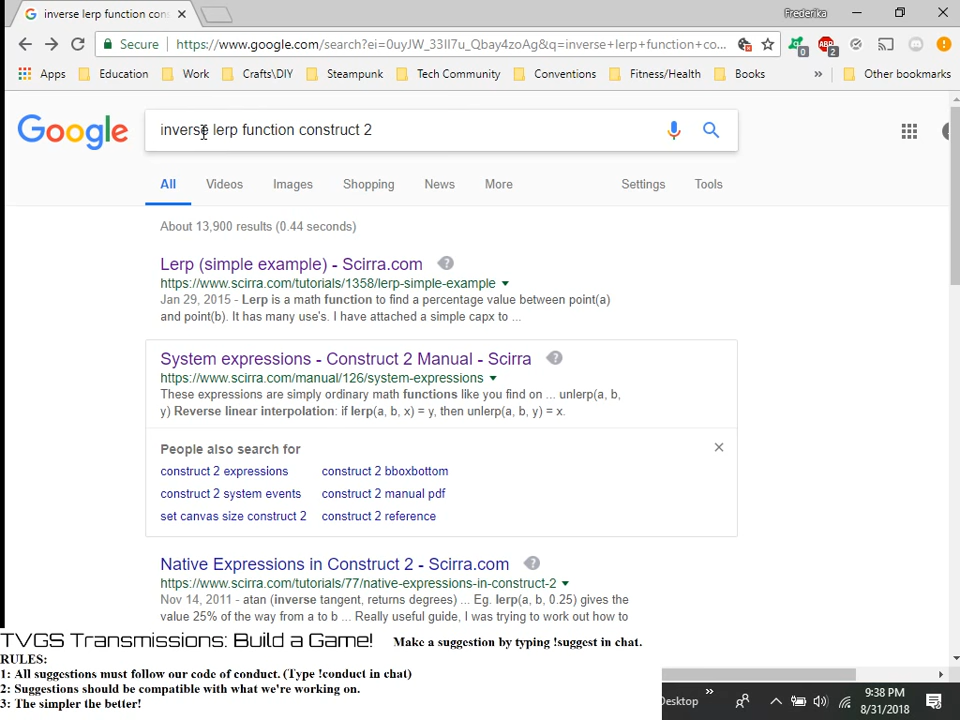 inverse lerp function cons
Frederika
Secure
https://www.google.com/search?ei=0uyJW_33Il7u_Qbay4zoAg&q=inverse+lerp+function+co...
0
ABP
2
Apps
Education
Work
Crafts\DIY
Steampunk
Tech Community
Conventions
Fitness/Health
Books
»
Other bookmarks
Google
inverse lerp function construct 2
All
Videos
Images
Shopping
News
More
Settings
Tools
About 13,900 results (0.44 seconds)
Lerp (simple example) - Scirra.com
https://www.scirra.com/tutorials/1358/lerp-simple-example
Jan 29, 2015 - Lerp is a math function to find a percentage value between point(a)
and point(b). It has many use's. I have attached a simple capx to ...
System expressions - Construct 2 Manual - Scirra
https://www.scirra.com/manual/126/system-expressions
These expressions are simply ordinary math functions like you find on ... unlerp(a, b,
y) Reverse linear interpolation: if lerp(a, b, x) = y, then unlerp(a, b, y) = x.
People also search for
construct 2 expressions
construct 2 bboxbottom
construct 2 system events
construct 2 manual pdf
set canvas size construct 2
construct 2 reference
Native Expressions in Construct 2 - Scirra.com
https://www.scirra.com/tutorials/77/native-expressions-in-construct-2
Nov 14, 2011 - atan (inverse tangent, returns degrees) ... Eg. lerp(a, b, 0.25) gives the
value 25% of the way from a to b ... Really useful guide, I was trying to work out how to
TVGS Transmissions: Build a Game!
Make a suggestion by typing !suggest in chat.
RULES:
1: All suggestions must follow our code of conduct. (Type !conduct in chat)
2: Suggestions should be compatible with what we're working on.
3: The simpler the better!
Desktop
»
9:38 PM
8/31/2018